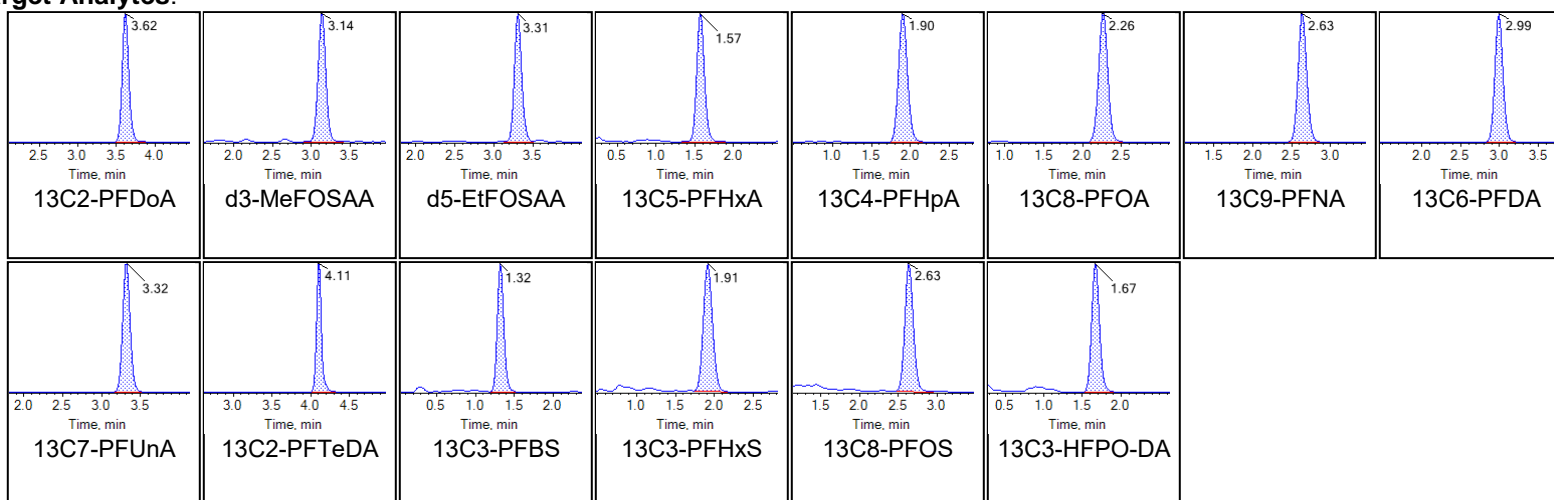 rget Analytes:
3.62 3.14 3.31 1.57 1.90 2.26 2.63 2.99
2.5 3.0 3.5 4.0 2.0 2.5 3.0 3.5 2.0 2.5 3.0 3.5 0.5 1.0 1.5 2.0 1.0 1.5 2.0 2.5 1.0 1.5 2.0 2.5 1.5 2.0 2.5 3.0 2.0 2.5 3.0 3.5
Time, min Time, min Time, min Time, min Time, min Time, min Time, min Time, min
13C2-PFDoA d3-MeFOSAA d5-EtFOSAA 13C5-PFHxA 13C4-PFHpA 13C8-PFOA 13C9-PFNA 13C6-PFDA
3.32 4.11 1.32 1.91 2.63 1.67
2.0 2.5 3.0 3.5 3.0 3.5 4.0 4.5 0.5 1.0 1.5 2.0 1.0 1.5 2.0 2.5 1.5 2.0 2.5 3.0 0.5 1.0 1.5 2.0
Time, min Time, min Time, min Time, min Time, min Time, min
13C7-PFUnA 13C2-PFTeDA 13C3-PFBS 13C3-PFHxS 13C8-PFOS 13C3-HFPO-DA